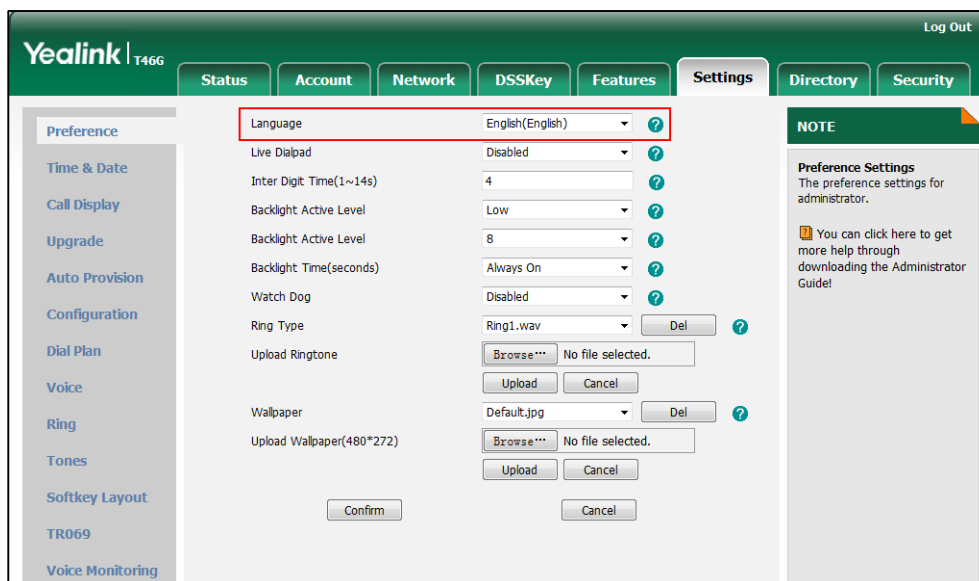 Log Out
Yealink T46G
Status Account Network DSSKey Features Settings Directory Security
Preference
Time & Date
Call Display
Upgrade
Auto Provision
Configuration
Dial Plan
Voice
Ring
Tones
Softkey Layout
TR069
Voice Monitoring
Language English(English) ?
Live Dialpad Disabled ?
Inter Digit Time(1~14s) 4 ?
Backlight Active Level Low ?
Backlight Active Level 8 ?
Backlight Time(seconds) Always On ?
Watch Dog Disabled ?
Ring Type Ring1.wav Del ?
Upload Ringtone Browse··· No file selected.
Upload Cancel
Wallpaper Default.jpg Del ?
Upload Wallpaper(480*272) Browse··· No file selected.
Upload Cancel
Confirm Cancel
NOTE
Preference Settings
The preference settings for
administrator.
? You can click here to get
more help through
downloading the Administrator
Guide!